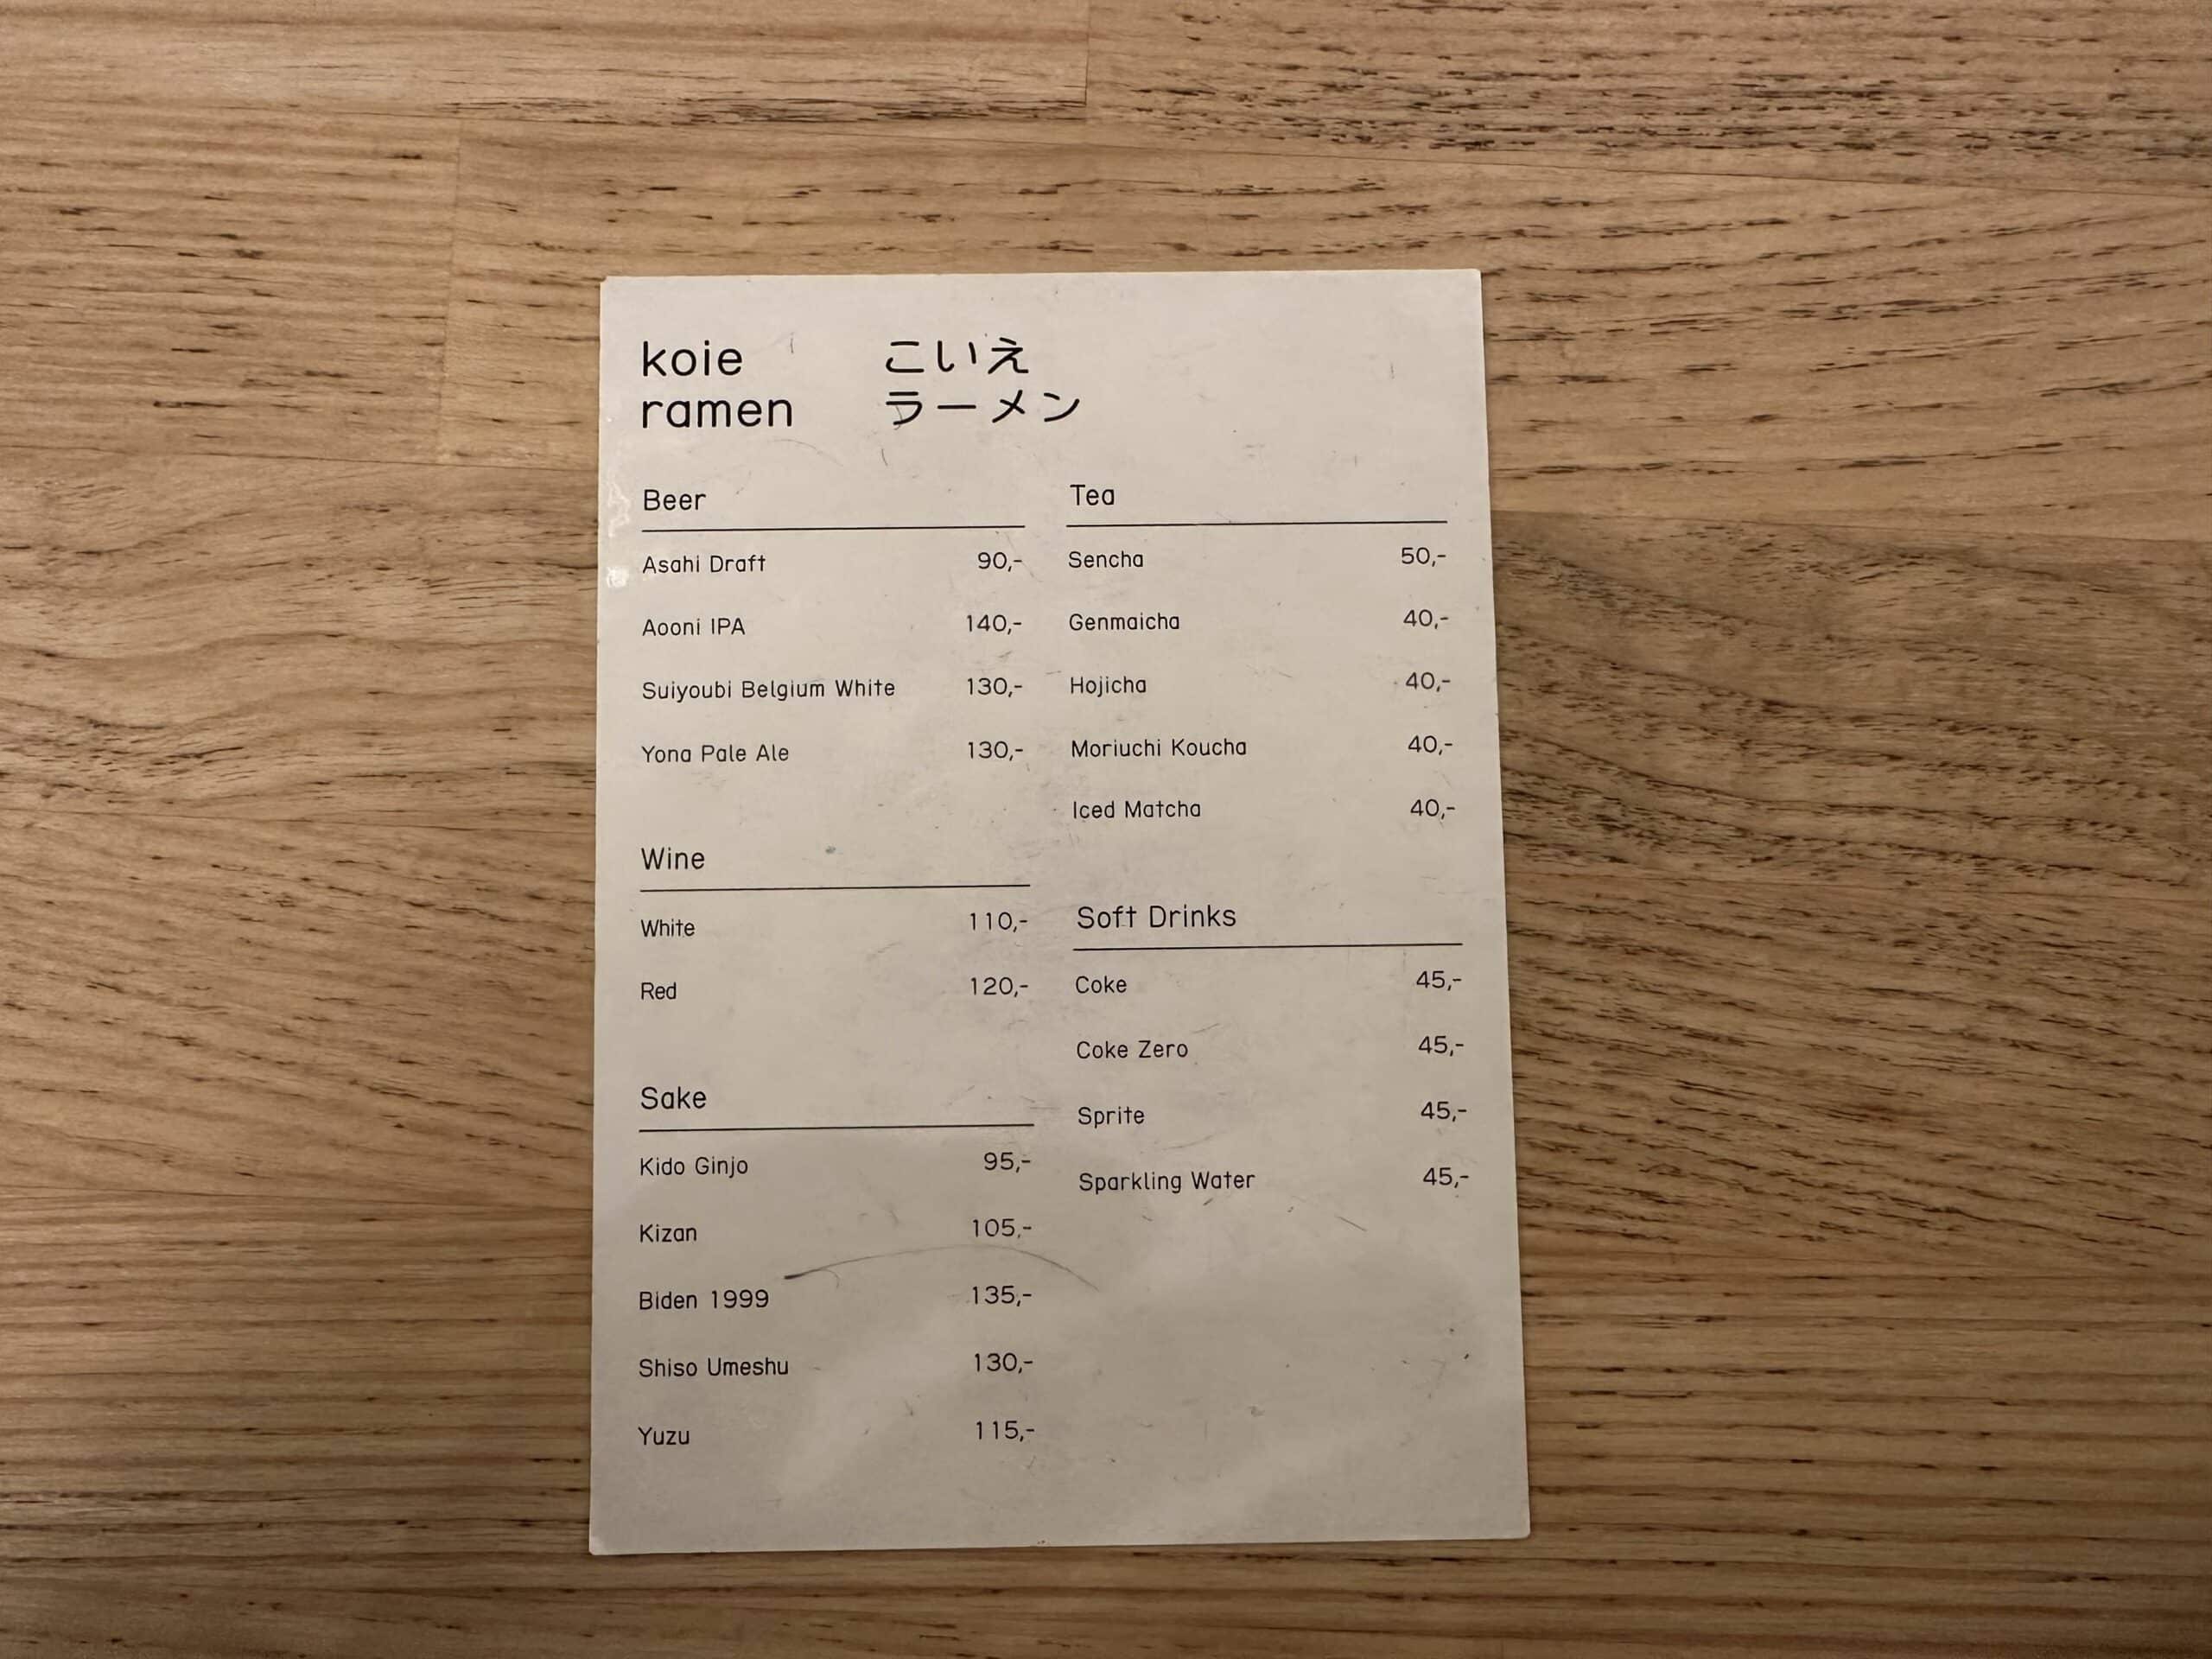 koie こいえ
ramen ラーメン
Beer
Asahi Draft 90,-
Aooni IPA 140,-
Suiyoubi Belgium White 130,-
Yona Pale Ale 130,-
Wine
White 110,-
Red 120,-
Sake
Kido Ginjo 95,-
Kizan 105,-
Biden 1999 135,-
Shiso Umeshu 130,-
Yuzu 115,-
Tea
Sencha 50,-
Genmaicha 40,-
Hojicha 40,-
Moriuchi Koucha 40,-
Iced Matcha 40,-
Soft Drinks
Coke 45,-
Coke Zero 45,-
Sprite 45,-
Sparkling Water 45,-